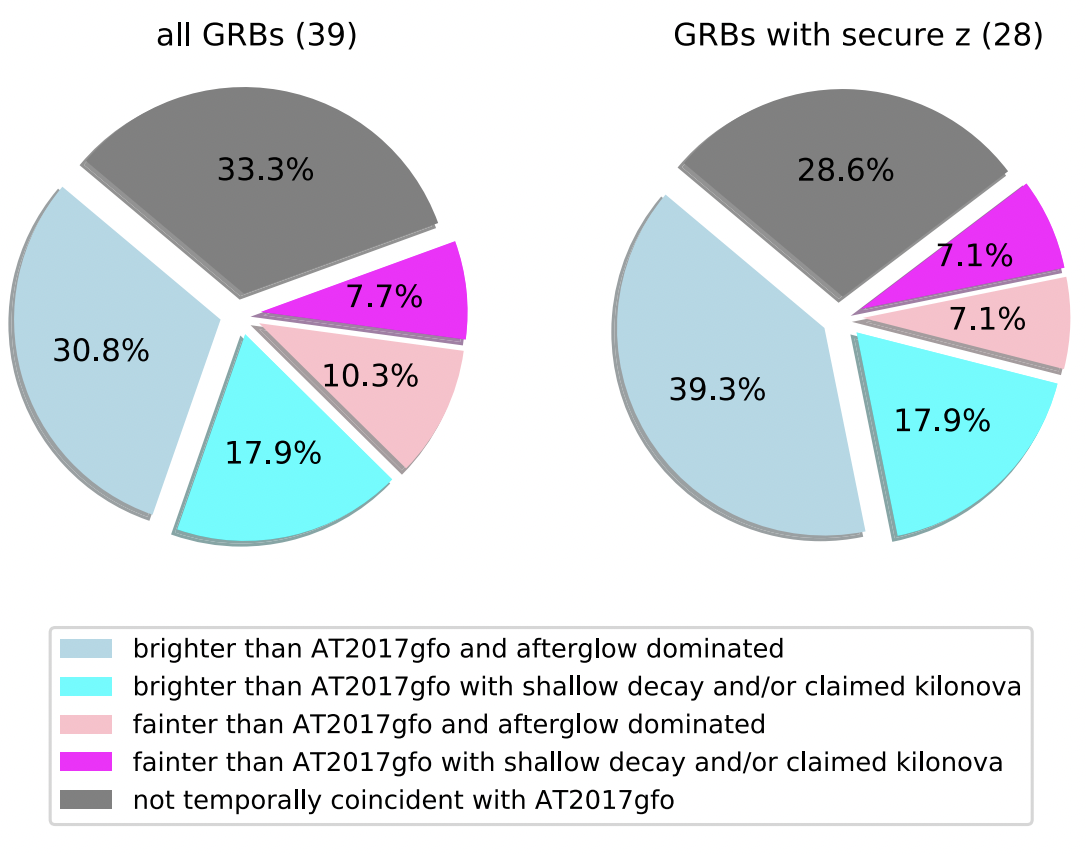 all GRBs (39)
GRBs with secure z (28)
33.3%
28.6%
7.7%
7.1%
30.8%
10.3%
7.1%
39.3%
17.9%
17.9%
brighter than AT2017gfo and afterglow dominated
brighter than AT2017gfo with shallow decay and/or claimed kilonova
fainter than AT2017gfo and afterglow dominated
fainter than AT2017gfo with shallow decay and/or claimed kilonova
not temporally coincident with AT2017gfo